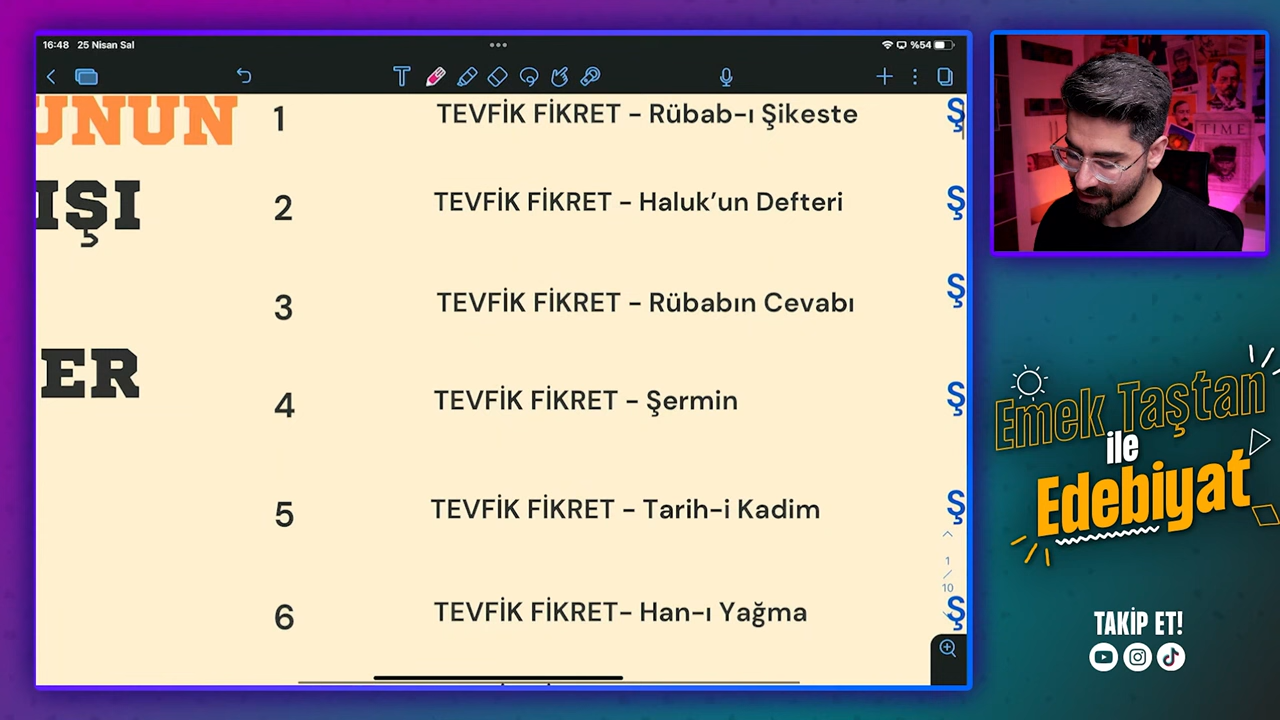 16:48 25 Nisan Sal
%54
UNUN
IŞI
ER
1 TEVFİK FİKRET - Rübab-ı Şikeste Ş
2 TEVFİK FİKRET - Haluk'un Defteri Ş
3 TEVFİK FİKRET - Rübabın Cevabı Ş
4 TEVFİK FİKRET - Şermin Ş
5 TEVFİK FİKRET - Tarih-i Kadim Ş
6 TEVFİK FİKRET- Han-ı Yağma Ş
1 / 10
TIME
Emek Taştan
ile
Edebiyat
TAKİP ET!